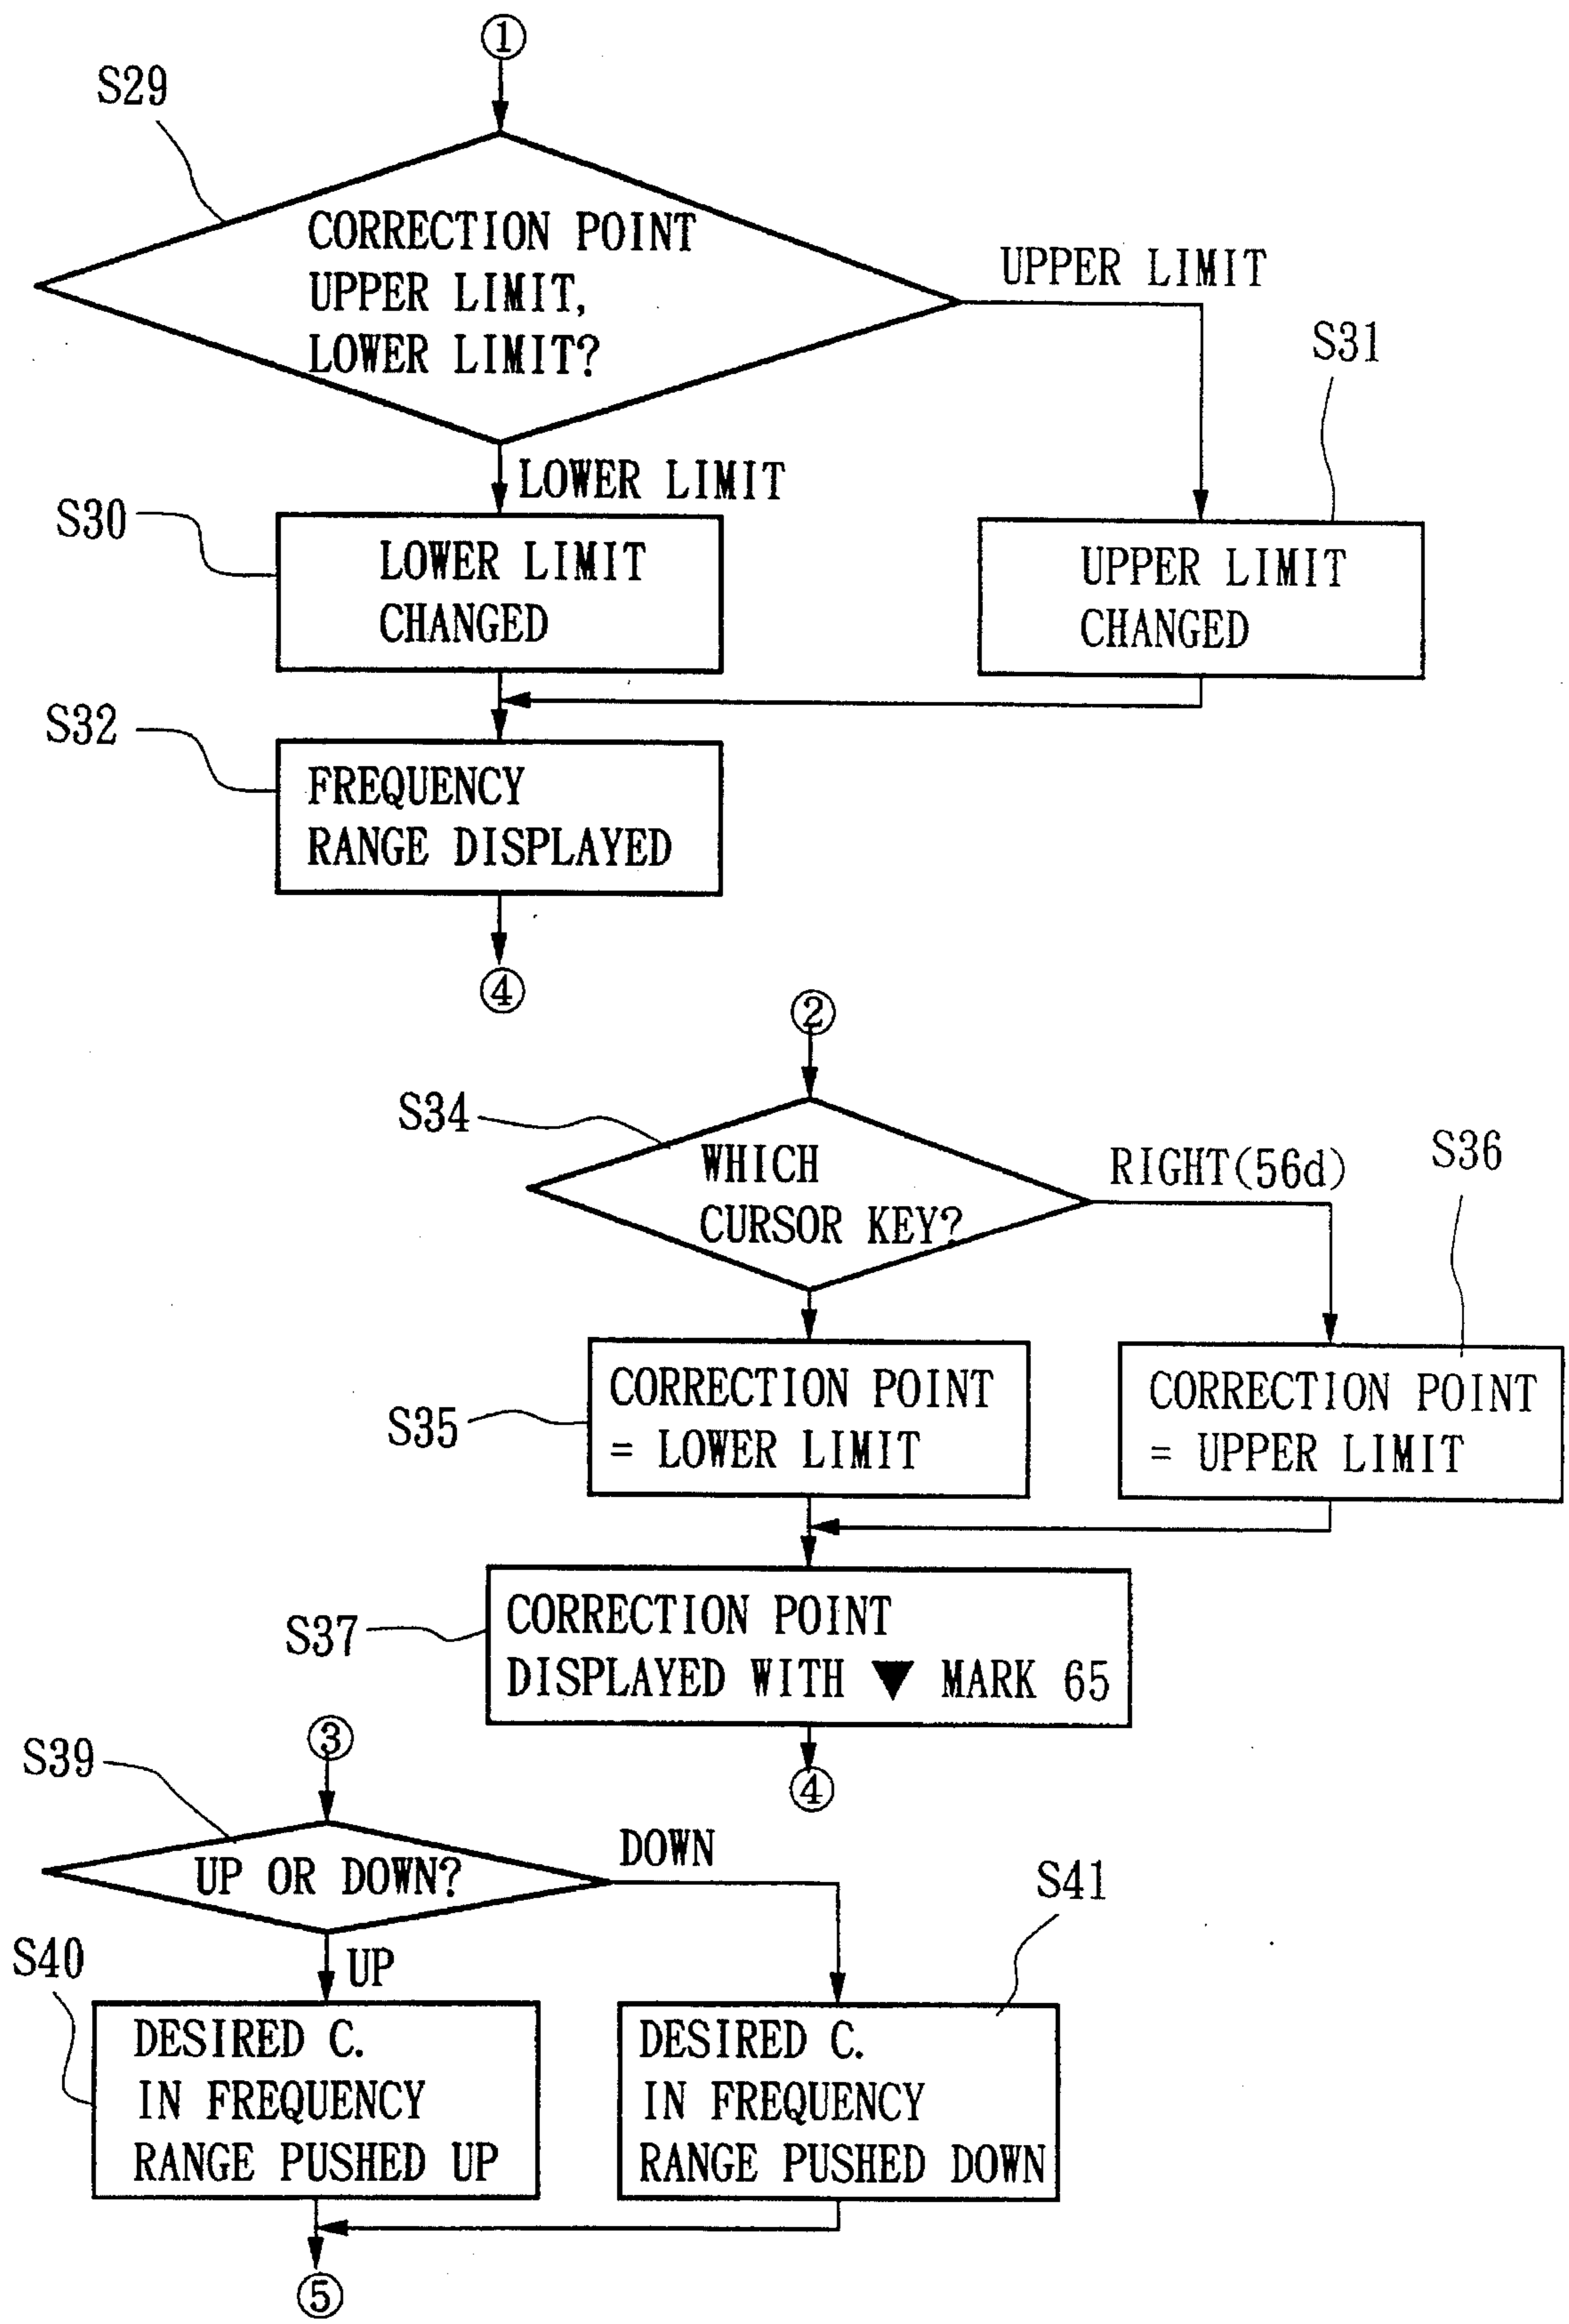 ①
S29
CORRECTION POINT
UPPER LIMIT,
LOWER LIMIT?
UPPER LIMIT
S31
LOWER LIMIT
S30
LOWER LIMIT
CHANGED
UPPER LIMIT
CHANGED
S32
FREQUENCY
RANGE DISPLAYED
④
②
S34
WHICH
CURSOR KEY?
RIGHT(56d)
S36
S35
CORRECTION POINT
= LOWER LIMIT
CORRECTION POINT
= UPPER LIMIT
S37
CORRECTION POINT
DISPLAYED WITH ▼ MARK 65
④
③
S39
UP OR DOWN?
DOWN
S41
S40
UP
DESIRED C.
IN FREQUENCY
RANGE PUSHED UP
DESIRED C.
IN FREQUENCY
RANGE PUSHED DOWN
⑤